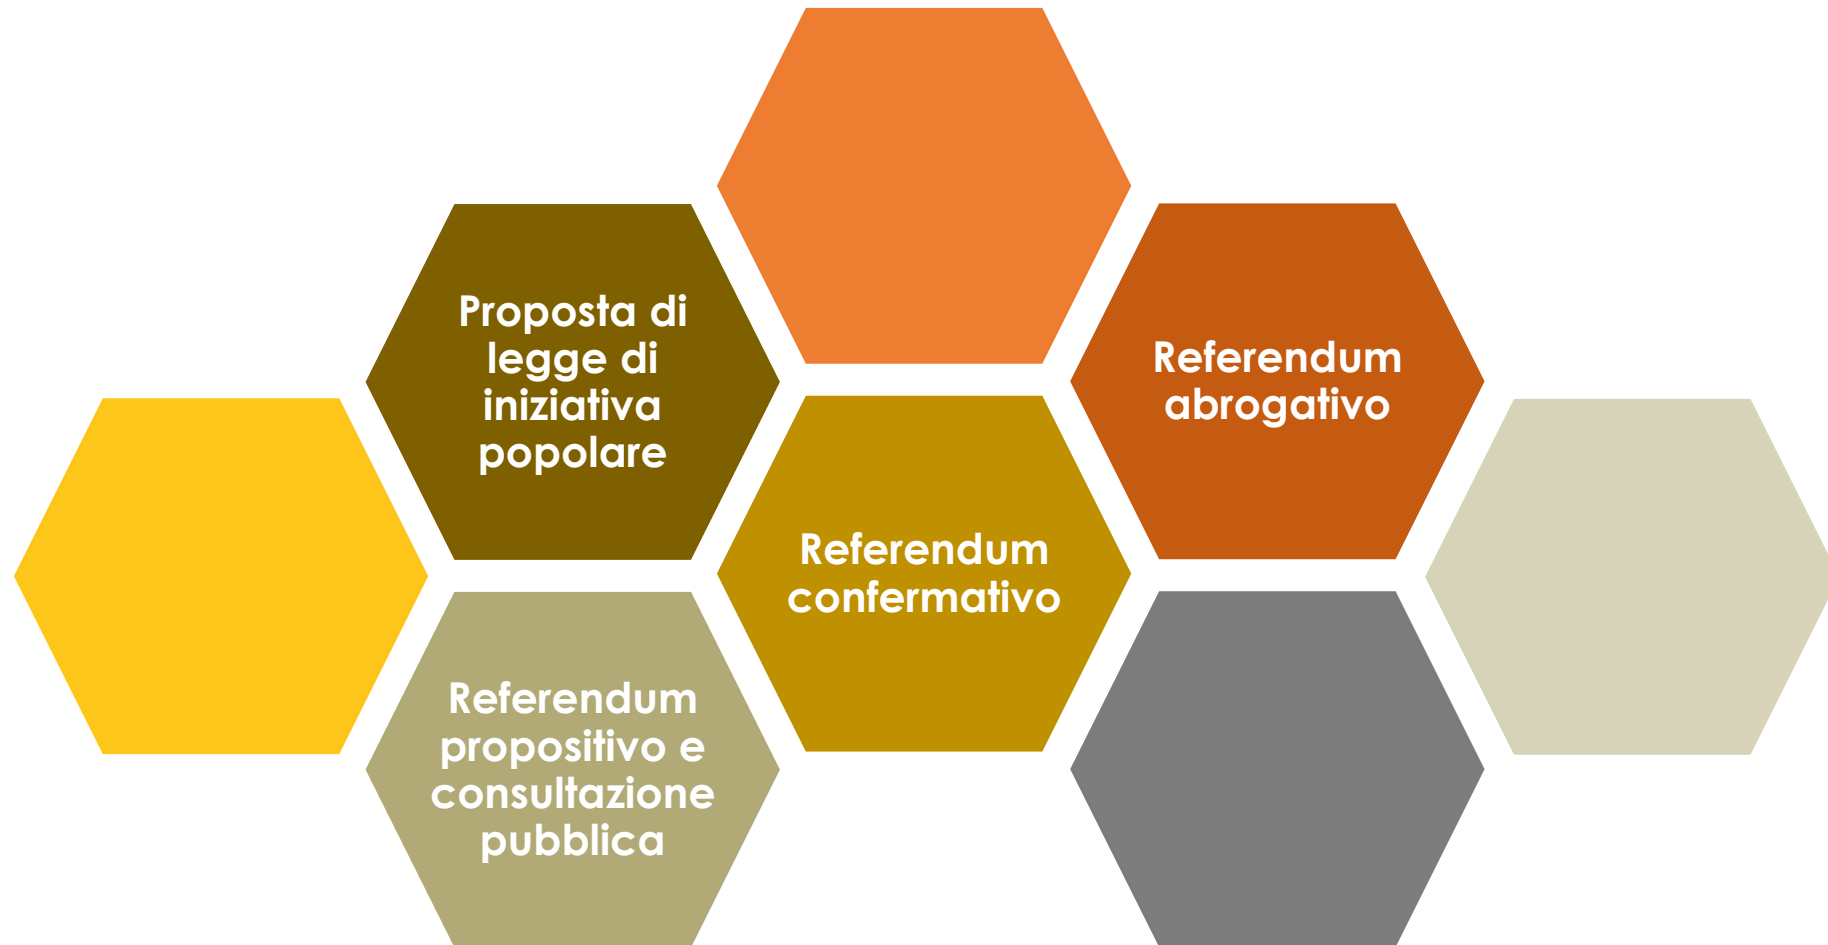 Proposta di
legge di
iniziativa
popolare
Referendum
abrogativo
Referendum
confermativo
Referendum
propositivo e
consultazione
pubblica